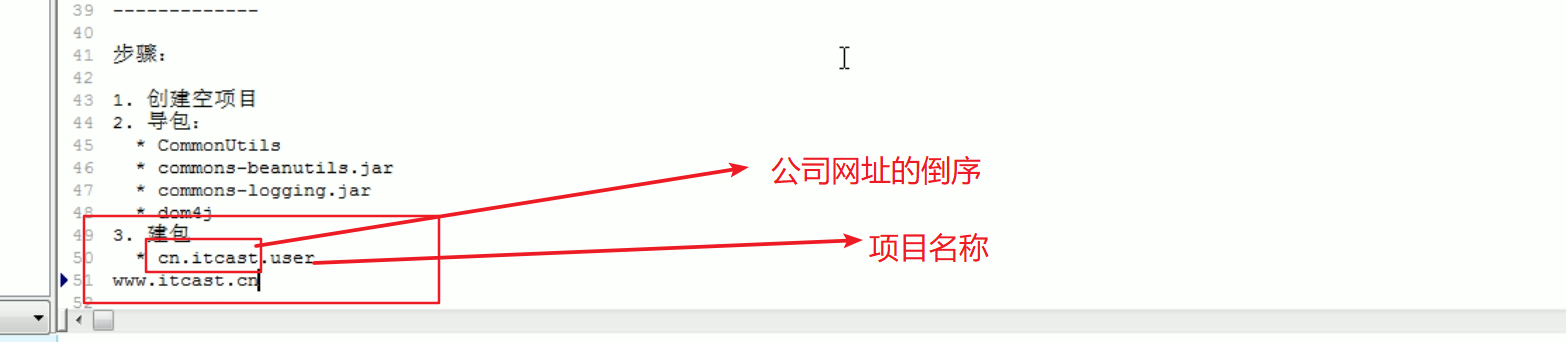 39 -------------
40
41 步骤:
42
43 1. 创建空项目
44 2. 导包:
45 * CommonUtils
46 * commons-beanutils.jar
47 * commons-logging.jar
48 * dom4j
49 3. 建包
50 * cn.itcast.user
51 www.itcast.cn
52
公司网址的倒序
项目名称